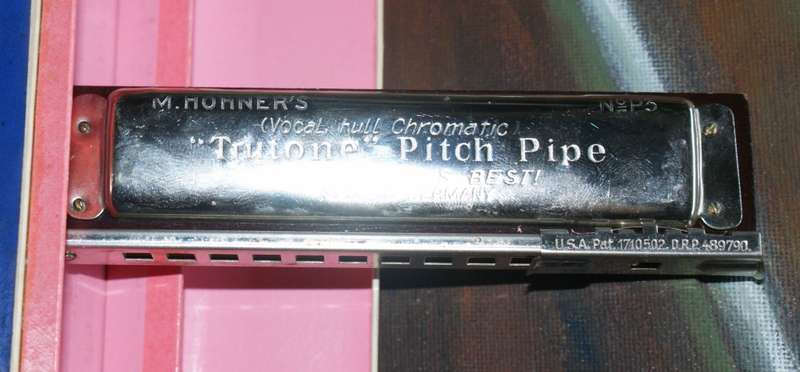 M. HOHNER'S NO P5
(Vocal, full Chromatic)
"Trutone" Pitch Pipe
BEST!
GERMANY
U.S.A. Pat. 1710502. D.R.P. 489790.